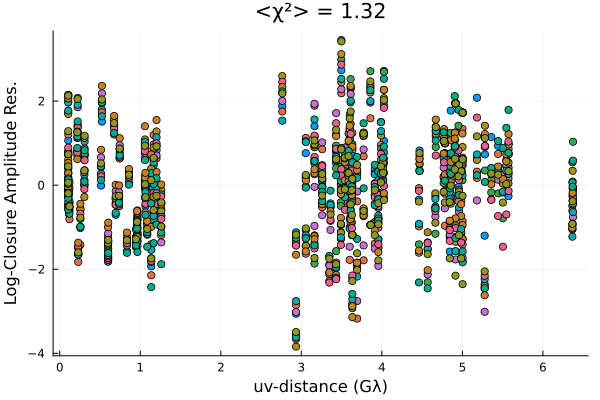 <χ²> = 1.32
Log-Closure Amplitude Res.
2
0
−2
−4
0 1 2 3 4 5 6
uv-distance (Gλ)